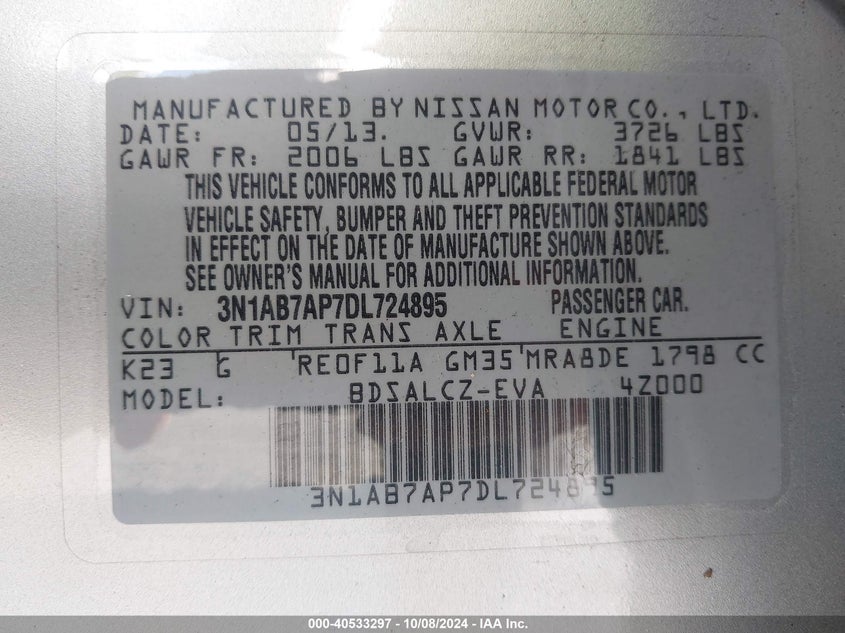 MANUFACTURED BY NISSAN MOTOR CO., LTD.
DATE: 05/13. GVWR: 3726 LBS
GAWR FR: 2006 LBS GAWR RR: 1841 LBS
THIS VEHICLE CONFORMS TO ALL APPLICABLE FEDERAL MOTOR
VEHICLE SAFETY, BUMPER AND THEFT PREVENTION STANDARDS
IN EFFECT ON THE DATE OF MANUFACTURE SHOWN ABOVE.
SEE OWNER'S MANUAL FOR ADDITIONAL INFORMATION.
VIN: 3N1AB7AP7DL724895 PASSENGER CAR.
COLOR TRIM TRANS AXLE ENGINE
K23 G RE0F11A GM35 MRA8DE 1798 CC
MODEL: BDSALCZ-EVA 4Z000
3N1AB7AP7DL724895
000-40533297 - 10/08/2024 - IAA Inc.